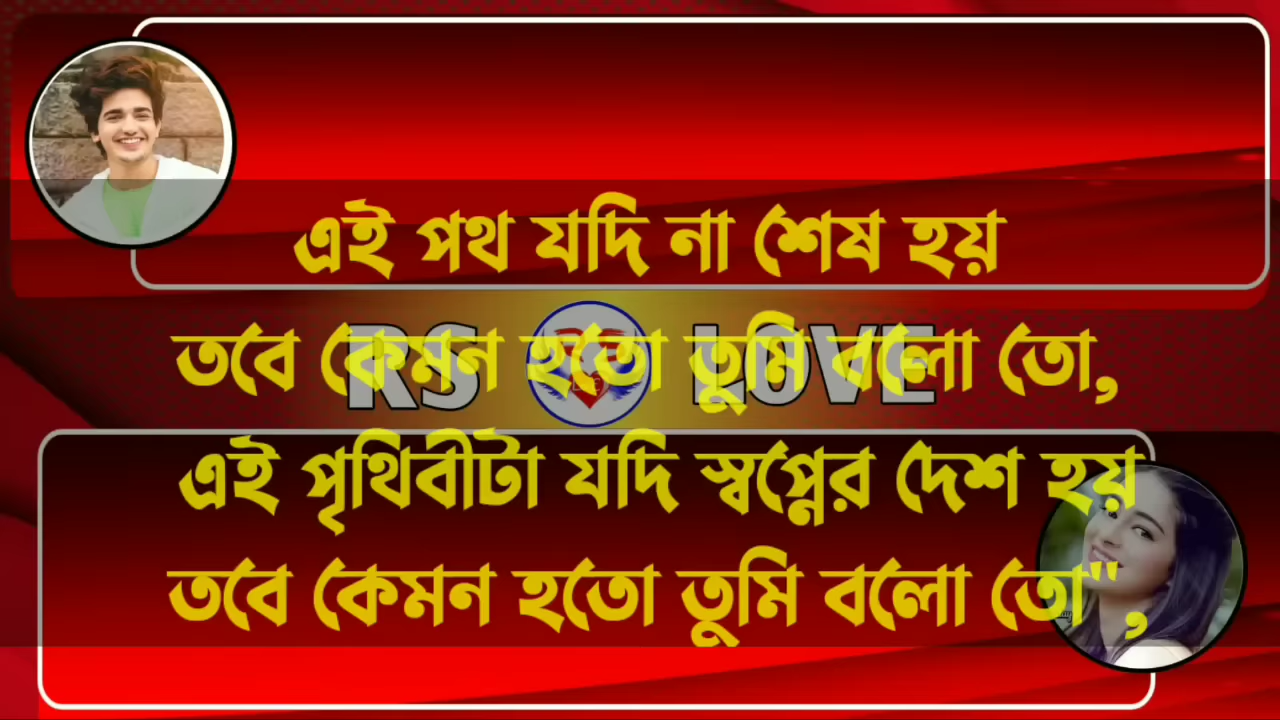 এই পথ যদি না শেষ হয়
তবে কেমন হতো তুমি বলো তো,
RS LOVE
এই পৃথিবীটা যদি স্বপ্নের দেশ হয়
তবে কেমন হতো তুমি বলো তো",